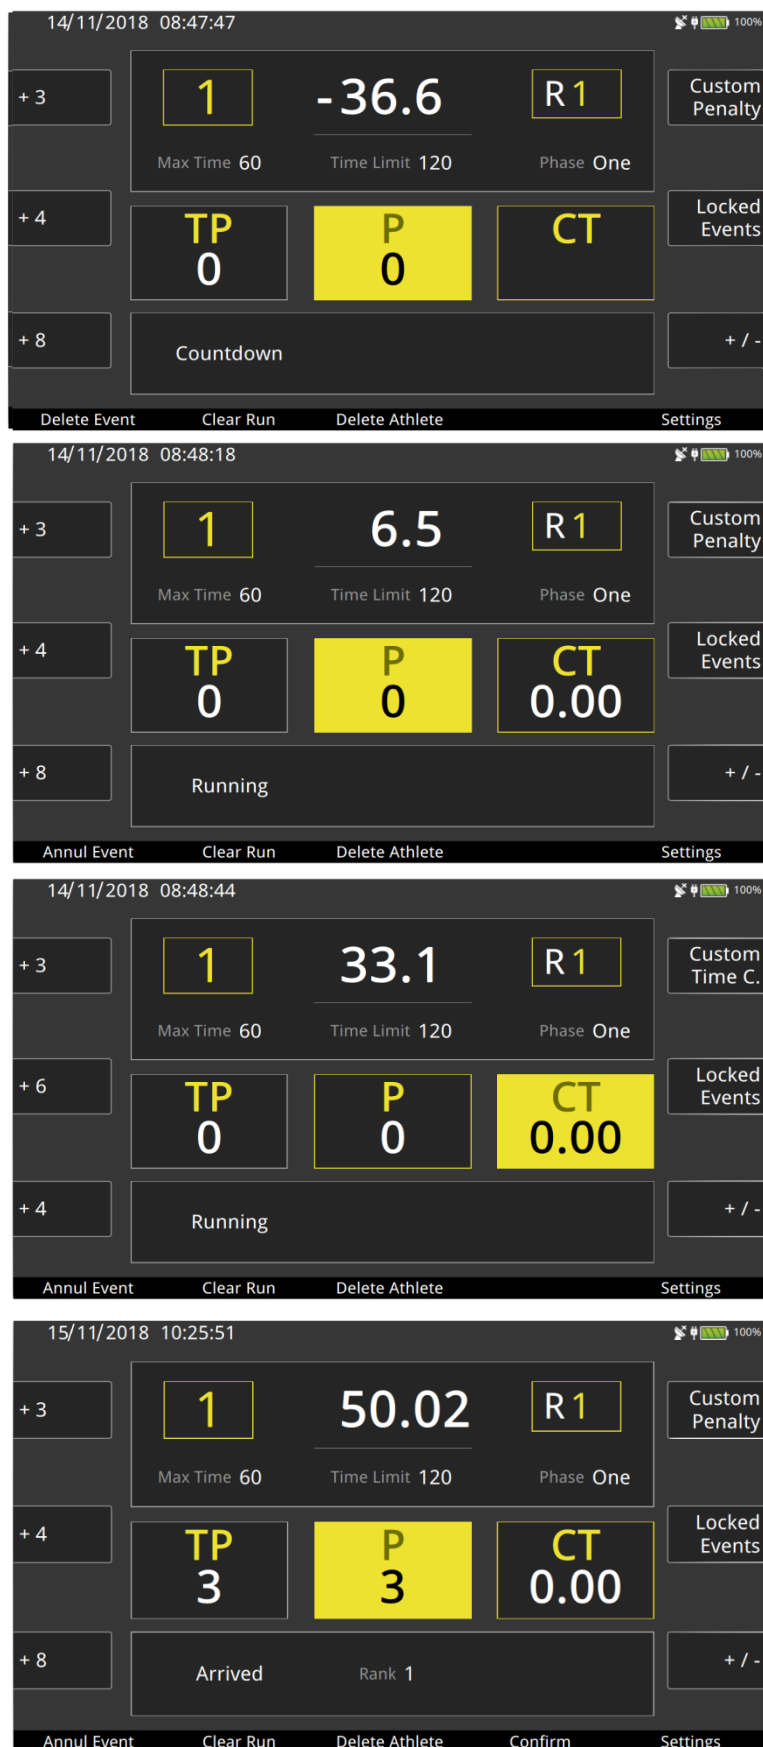 14/11/2018 08:47:47 100%
+ 3 1 -36.6 R 1 Custom Penalty
Max Time 60 Time Limit 120 Phase One
+ 4 TP 0 P 0 CT Locked Events
+ 8 Countdown + / -
Delete Event Clear Run Delete Athlete Settings
14/11/2018 08:48:18 100%
+ 3 1 6.5 R 1 Custom Penalty
Max Time 60 Time Limit 120 Phase One
+ 4 TP 0 P 0 CT 0.00 Locked Events
+ 8 Running + / -
Annul Event Clear Run Delete Athlete Settings
14/11/2018 08:48:44 100%
+ 3 1 33.1 R 1 Custom Time C.
Max Time 60 Time Limit 120 Phase One
+ 6 TP 0 P 0 CT 0.00 Locked Events
+ 4 Running + / -
Annul Event Clear Run Delete Athlete Settings
15/11/2018 10:25:51 100%
+ 3 1 50.02 R 1 Custom Penalty
Max Time 60 Time Limit 120 Phase One
+ 4 TP 3 P 3 CT 0.00 Locked Events
+ 8 Arrived Rank 1 + / -
Annul Event Clear Run Delete Athlete Confirm Settings